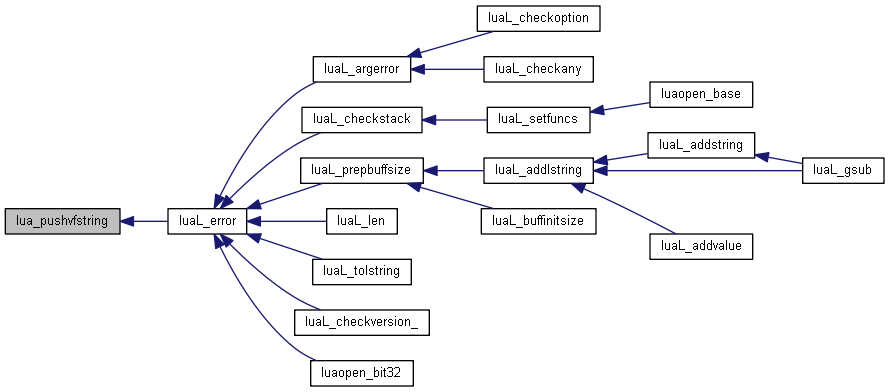 luaL_checkoption
luaL_argerror
luaL_checkany
luaopen_base
luaL_checkstack
luaL_setfuncs
luaL_addstring
luaL_prepbuffsize
luaL_addlstring
luaL_gsub
lua_pushvfstring
luaL_error
luaL_len
luaL_buffinitsize
luaL_addvalue
luaL_tolstring
luaL_checkversion_
luaopen_bit32